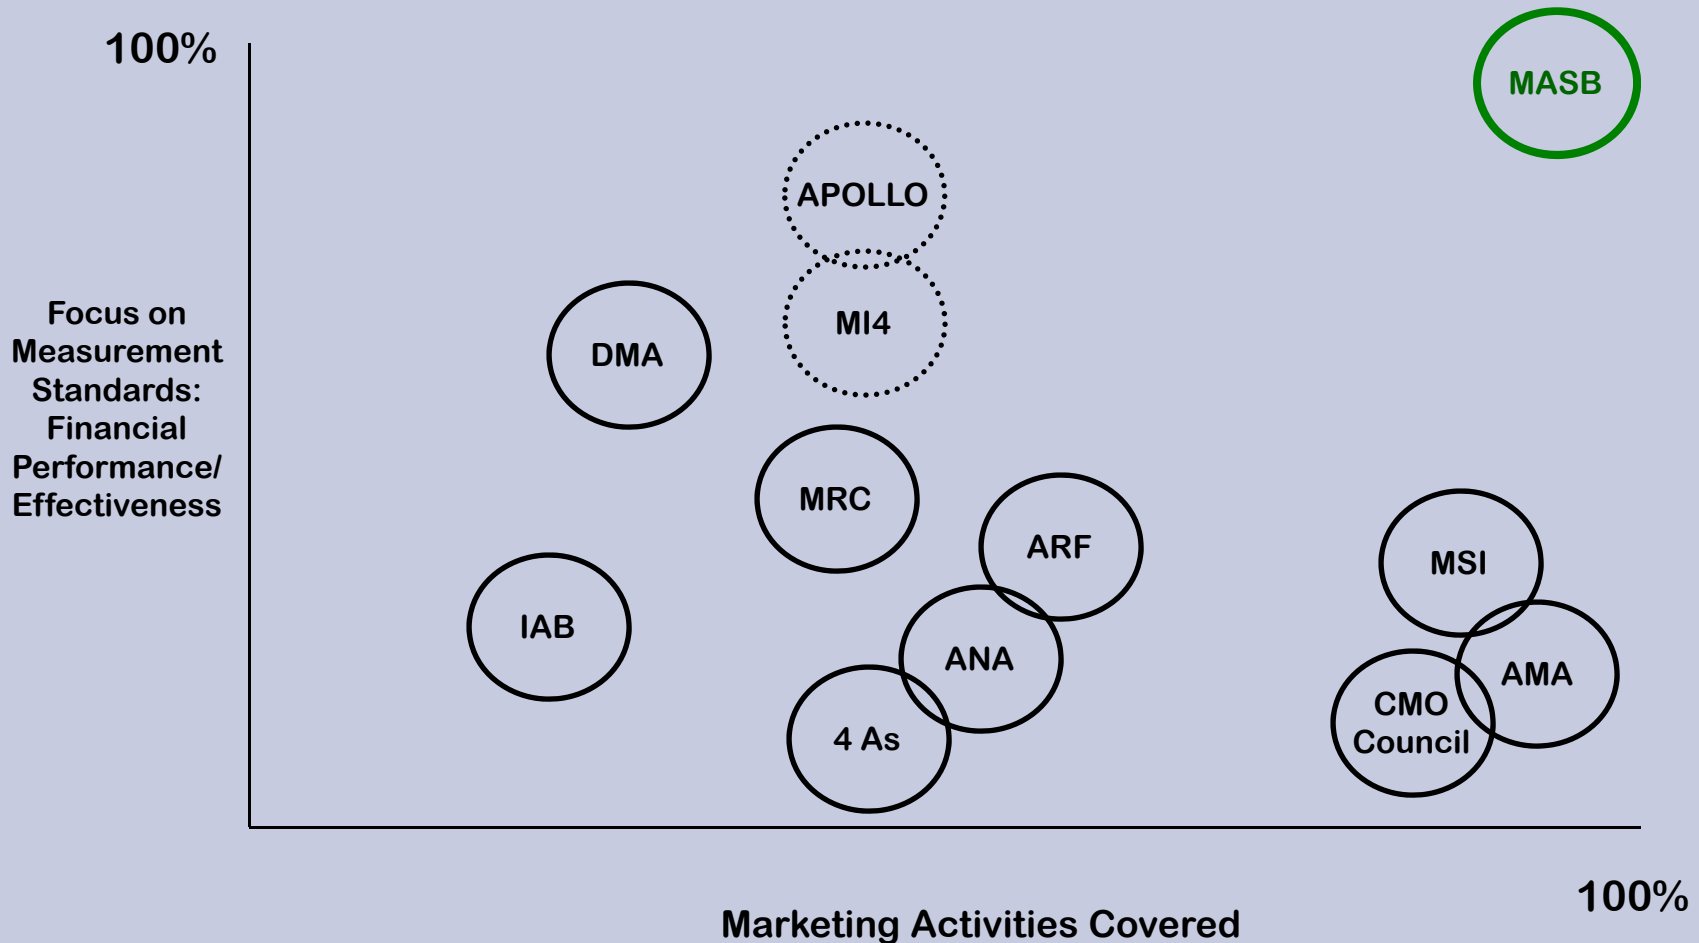 100%
MASB
APOLLO
Focus on
Measurement
Standards:
Financial
Performance/
Effectiveness
MI4
DMA
MRC
ARF
MSI
IAB
ANA
AMA
4 As
CMO
Council
100%
Marketing Activities Covered